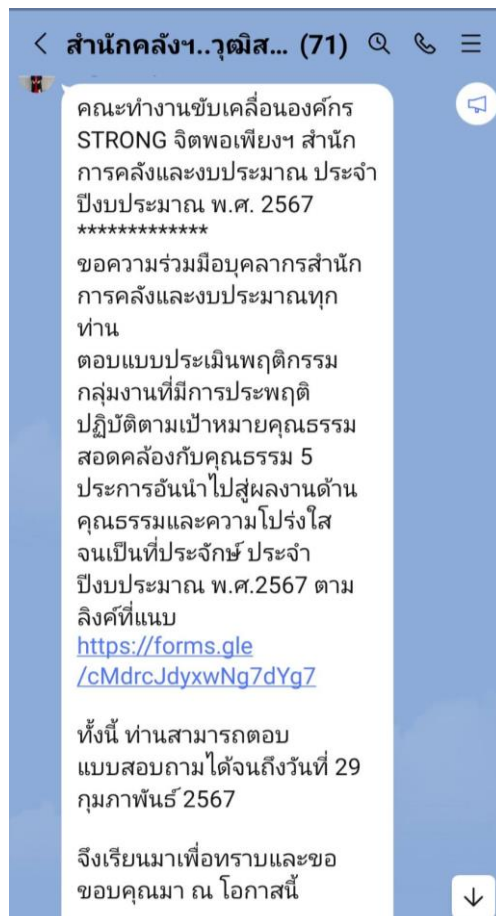 สำนักคลังฯ..วุฒิส... (71)
คณะทำงานขับเคลื่อนองค์กร
STRONG จิตพอเพียงฯ สำนัก
การคลังและงบประมาณ ประจำ
ปีงบประมาณ พ.ศ. 2567
*************
ขอความร่วมมือบุคลากรสำนัก
การคลังและงบประมาณทุก
ท่าน
ตอบแบบประเมินพฤติกรรม
กลุ่มงานที่มีการประพฤติ
ปฏิบัติตามเป้าหมายคุณธรรม
สอดคล้องกับคุณธรรม 5
ประการอันนำไปสู่ผลงานด้าน
คุณธรรมและความโปร่งใส
จนเป็นที่ประจักษ์ ประจำ
ปีงบประมาณ พ.ศ.2567 ตาม
ลิงค์ที่แนบ
https://forms.gle
/cMdrcJdyxwNg7dYg7
ทั้งนี้ ท่านสามารถตอบ
แบบสอบถามได้จนถึงวันที่ 29
กุมภาพันธ์ 2567
จึงเรียนมาเพื่อทราบและขอ
ขอบคุณมา ณ โอกาสนี้